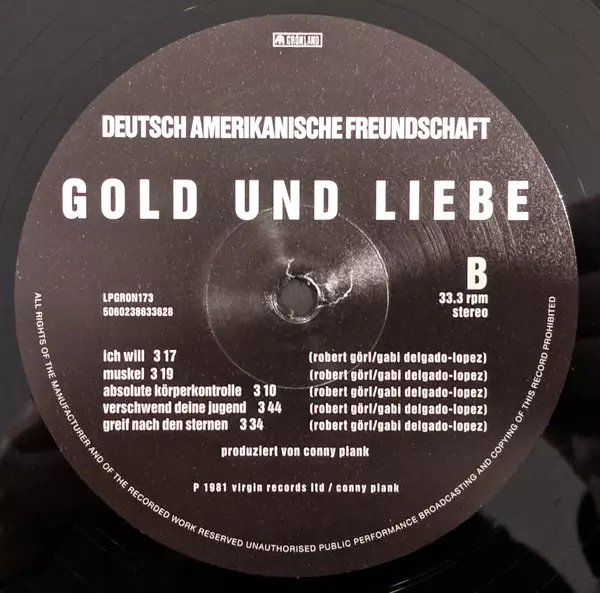 GRÖNLAND
DEUTSCH AMERIKANISCHE FREUNDSCHAFT
GOLD UND LIEBE
B
LPGRON173 33.3 rpm
5060238633628 stereo
ich will 3 17 (robert görl/gabi delgado-lopez)
muskel 3 19 (robert görl/gabi delgado-lopez)
absolute körperkontrolle 3 10 (robert görl/gabi delgado-lopez)
verschwend deine jugend 3 44 (robert görl/gabi delgado-lopez)
greif nach den sternen 3 34 (robert görl/gabi delgado-lopez)
produziert von conny plank
P 1981 virgin records ltd / conny plank
ALL RIGHTS OF THE MANUFACTURER AND OF THE RECORDED WORK RESERVED UNAUTHORISED PUBLIC PERFORMANCE BROADCASTING AND COPYING OF THIS RECORD PROHIBITED